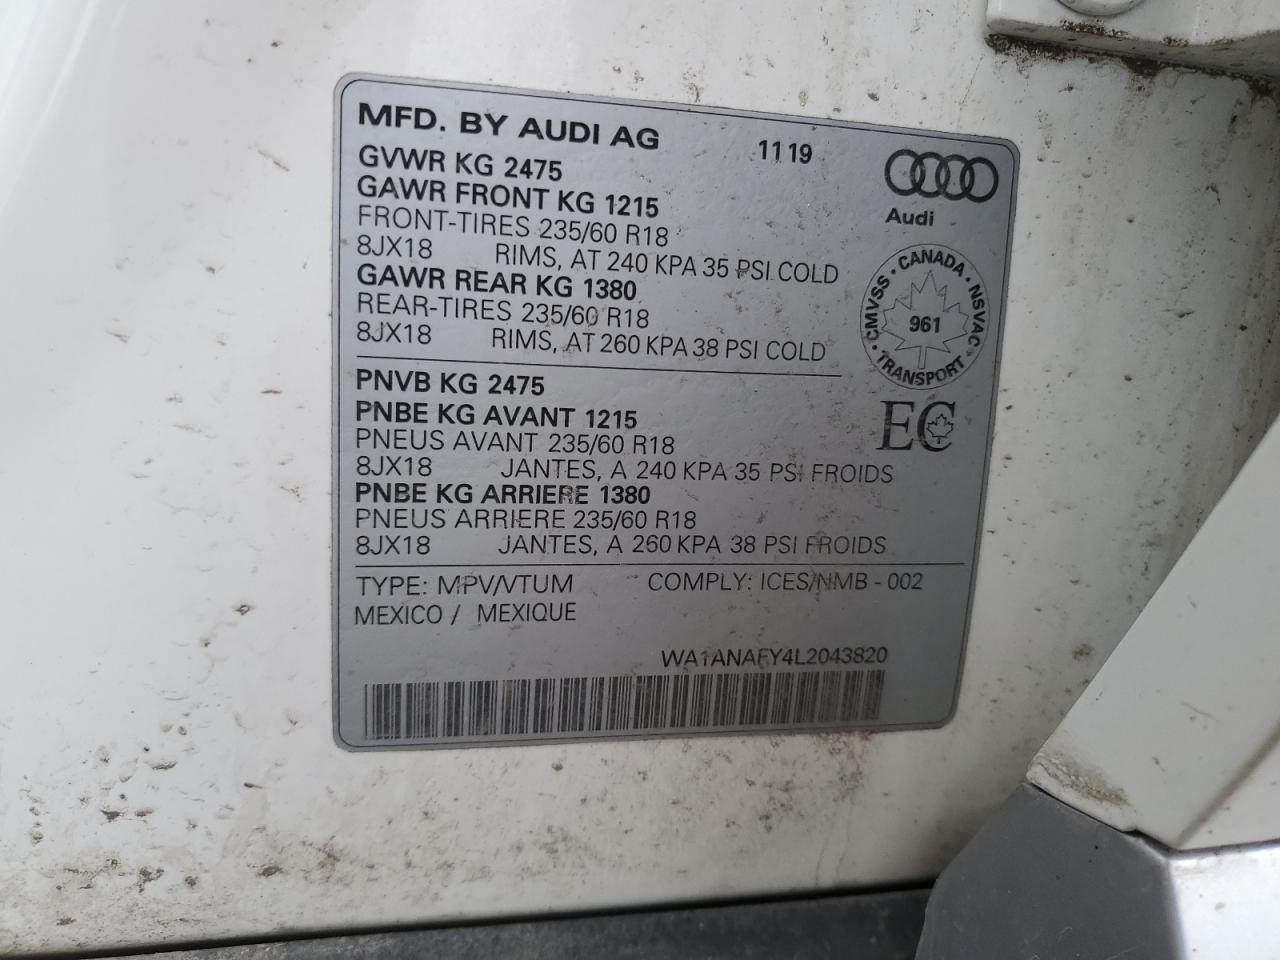 MFD. BY AUDI AG 11 19
GVWR KG 2475
GAWR FRONT KG 1215
FRONT-TIRES 235/60 R18
8JX18 RIMS, AT 240 KPA 35 PSI COLD
GAWR REAR KG 1380
REAR-TIRES 235/60 R18
8JX18 RIMS, AT 260 KPA 38 PSI COLD
Audi
CMVSS · CANADA · NSVAC · TRANSPORT
961
EC
PNVB KG 2475
PNBE KG AVANT 1215
PNEUS AVANT 235/60 R18
8JX18 JANTES, A 240 KPA 35 PSI FROIDS
PNBE KG ARRIERE 1380
PNEUS ARRIERE 235/60 R18
8JX18 JANTES, A 260 KPA 38 PSI FROIDS
TYPE: MPV/VTUM COMPLY: ICES/NMB - 002
MEXICO / MEXIQUE
WA1ANAFY4L2043820